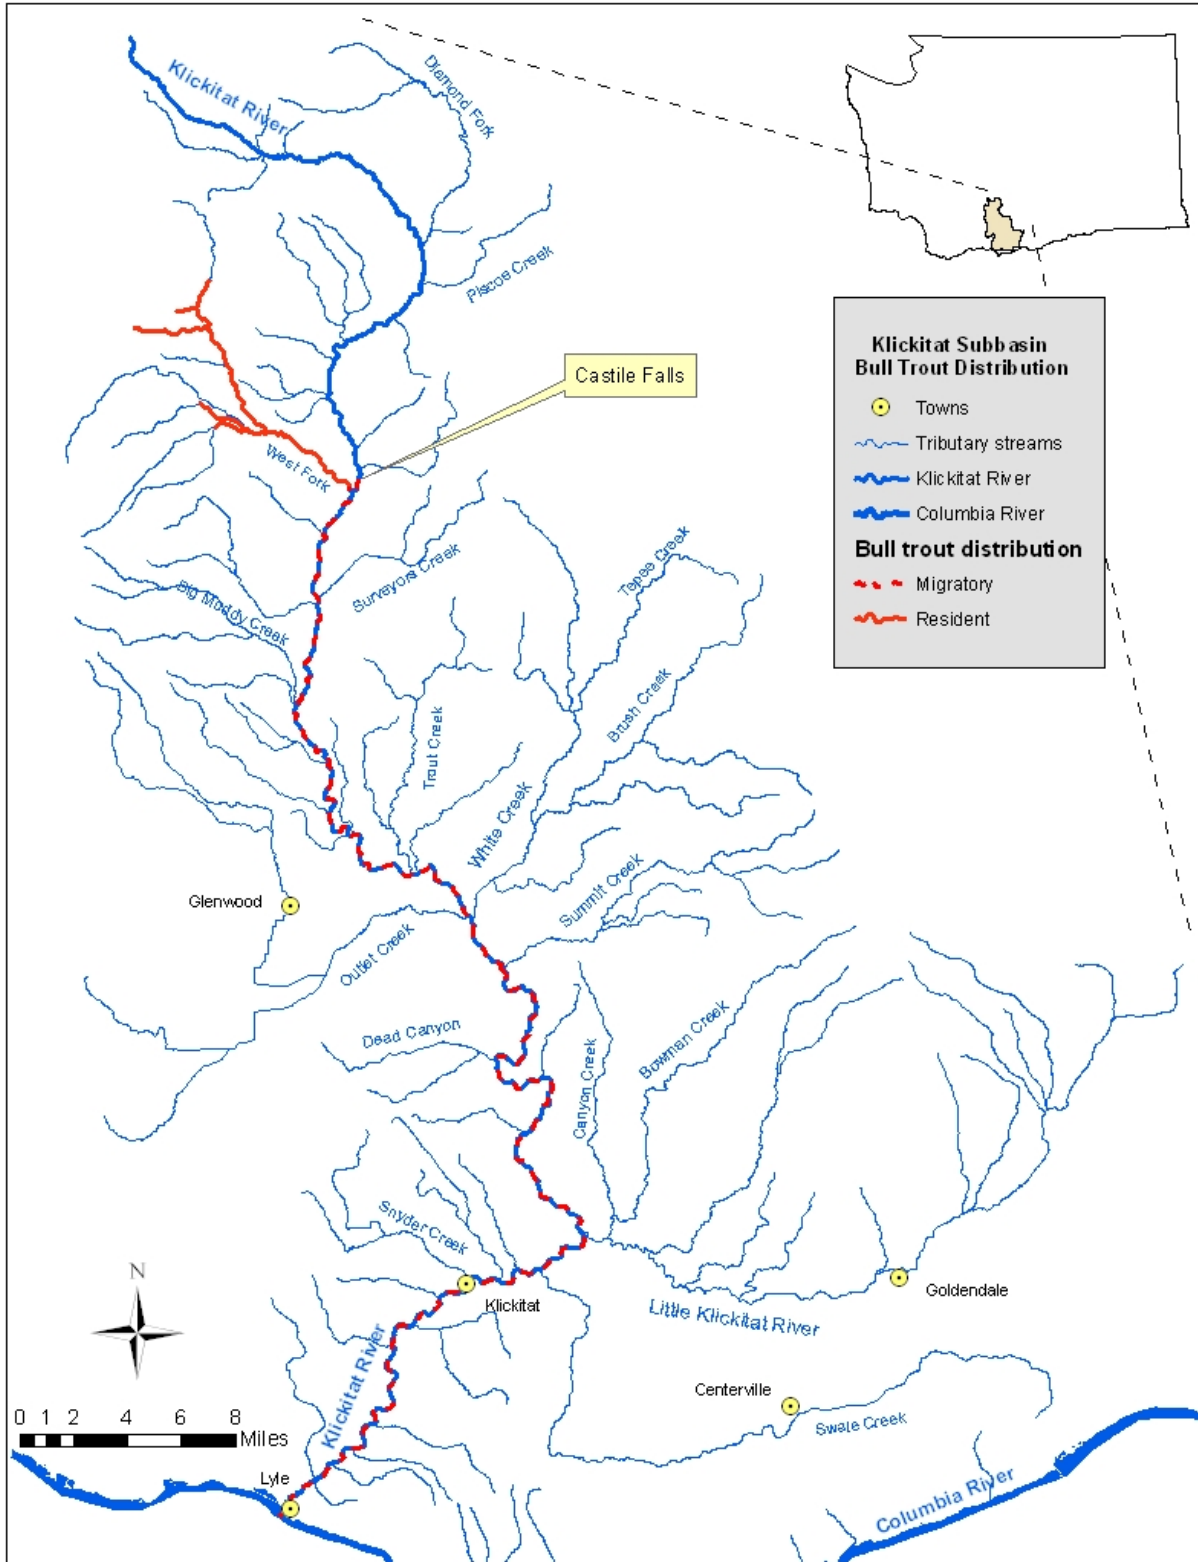 Klickitat River
Diamond Fork
Piscoe Creek
Castile Falls
West Fork
Klickitat Subbasin
Bull Trout Distribution
Towns
Tributary streams
Klickitat River
Columbia River
Bull trout distribution
Migratory
Resident
Surveyors Creek
Tepee Creek
Big Muddy Creek
Brush Creek
Trout Creek
White Creek
Summit Creek
Glenwood
Outlet Creek
Dead Canyon
Canyon Creek
Bowman Creek
Snyder Creek
Klickitat
Goldendale
Little Klickitat River
N
Klickitat River
Centerville
Swale Creek
0 1 2 4 6 8
Miles
Lyle
Columbia River